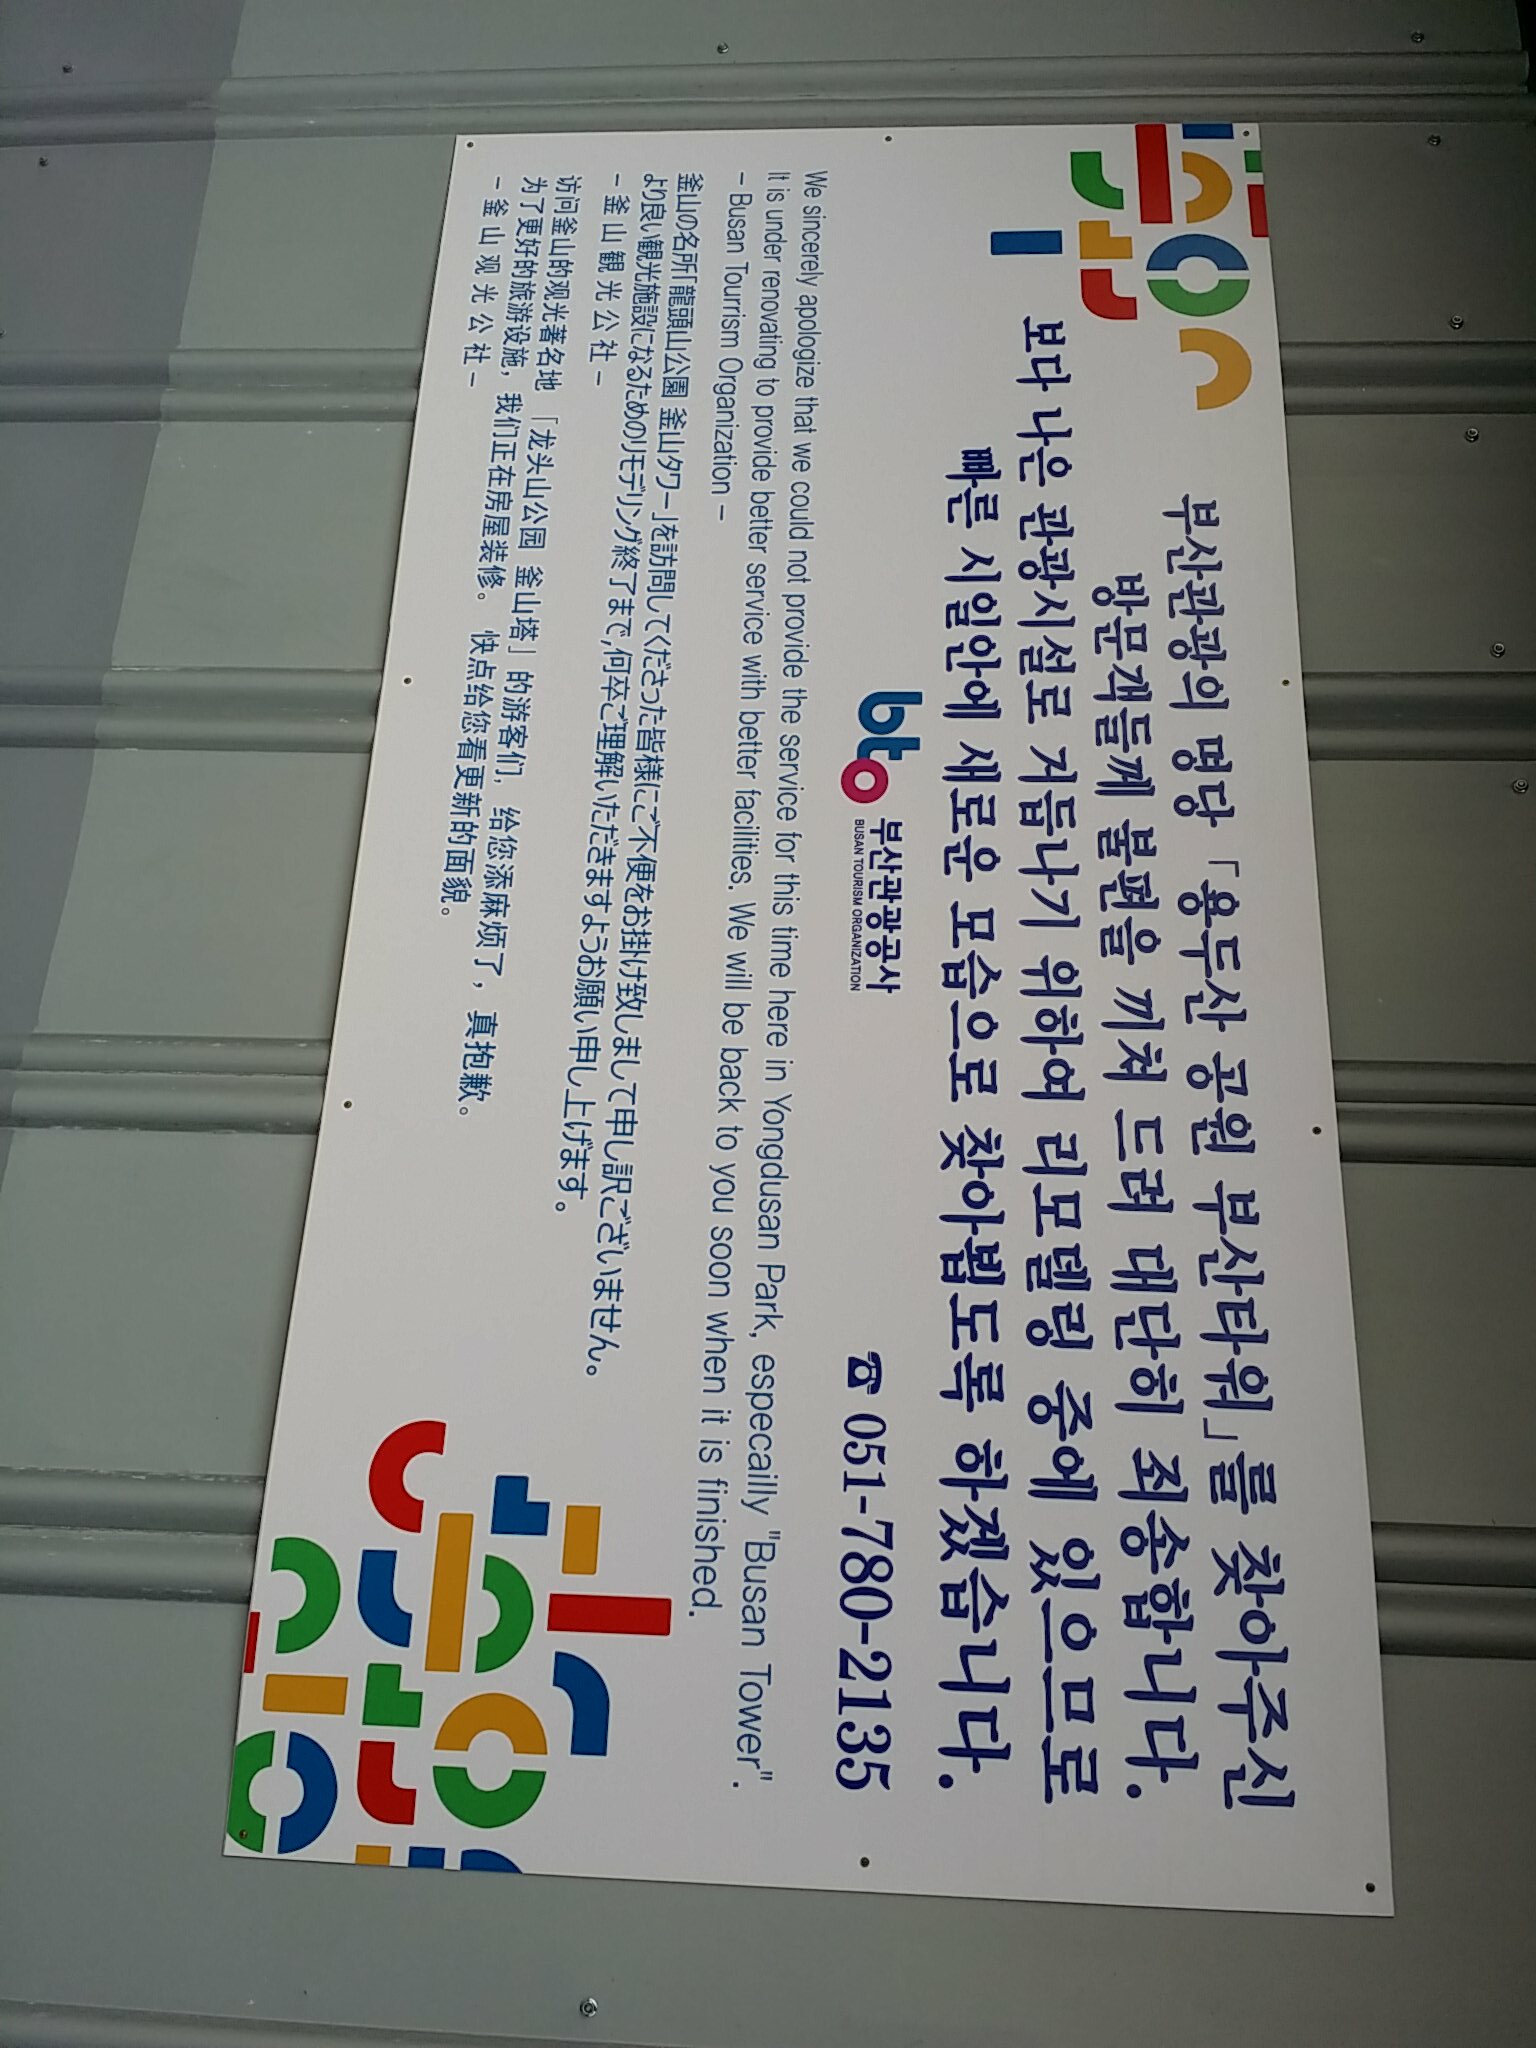 부산관광의 명당 「용두산 공원 부산타워」를 찾아주신
방문객들께 불편을 끼쳐 드려 대단히 죄송합니다.
보다 나은 관광시설로 거듭나기 위하여 리모델링 중에 있으므로
빠른 시일안에 새로운 모습으로 찾아뵙도록 하겠습니다.
bto 부산관광공사
BUSAN TOURISM ORGANIZATION
☎ 051-780-2135
We sincerely apologize that we could not provide the service for this time here in Yongdusan Park, especailly "Busan Tower".
It is under renovating to provide better service with better facilities. We will be back to you soon when it is finished.
- Busan Tourrism Organization -
釜山の名所｢龍頭山公園 釜山タワー｣を訪問してくださった皆様にご不便をお掛け致しまして申し訳ございません。
より良い観光施設になるためのリモデリング終了まで,何卒ご理解いただきますようお願い申し上げます。
- 釜 山 観 光 公 社 -
访问釜山的观光著名地 「龙头山公园 釜山塔」的游客们，给您添麻烦了，真抱歉。
为了更好的旅游设施，我们正在房屋装修。 快点给您看更新的面貌。
- 釜 山 观 光 公 社 -